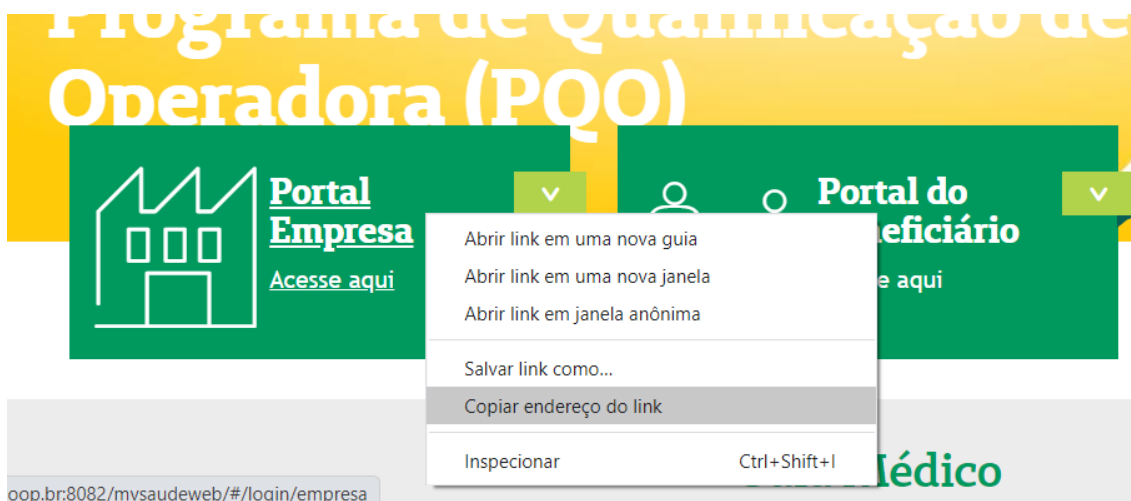 Programa de Qualificação de
Operadora (PQO)
Portal
Empresa
Acesse aqui
Portal do
eficiário
e aqui
Abrir link em uma nova guia
Abrir link em uma nova janela
Abrir link em janela anônima
Salvar link como...
Copiar endereço do link
Inspecionar Ctrl+Shift+I
Médico
oop.br:8082/mvsaudeweb/#/login/empresa